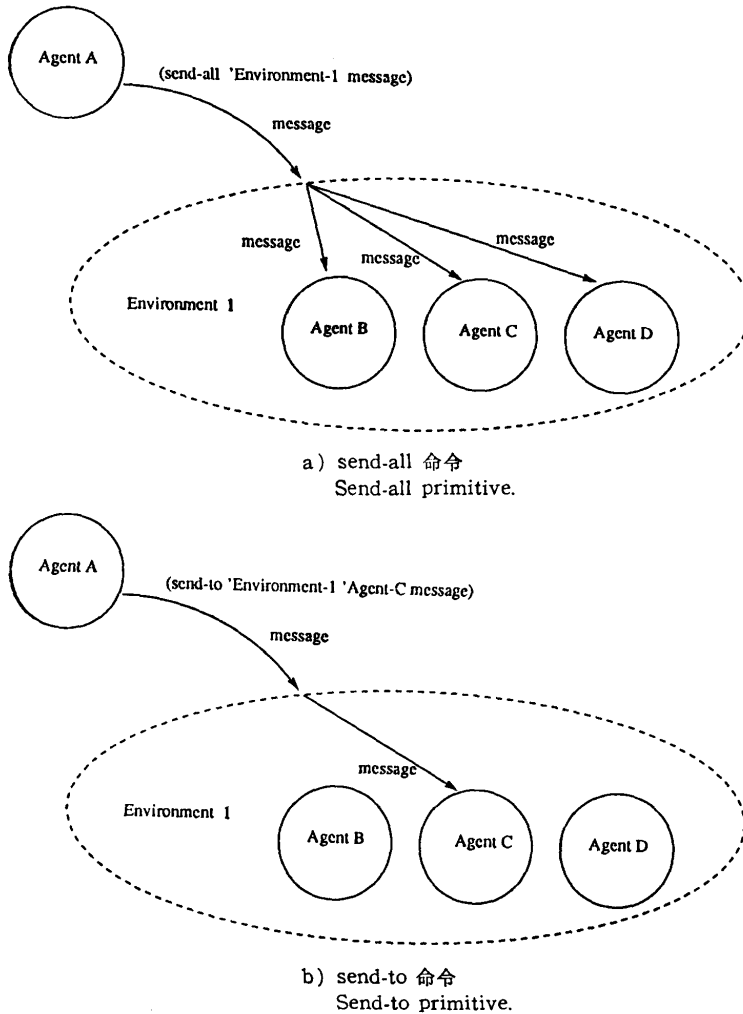 Agent A
(send-all 'Environment-1 message)
message
message
message
message
Environment 1
Agent B
Agent C
Agent D
a) send-all 命令
Send-all primitive.
Agent A
(send-to 'Environment-1 'Agent-C message)
message
message
Environment 1
Agent B
Agent C
Agent D
b) send-to 命令
Send-to primitive.